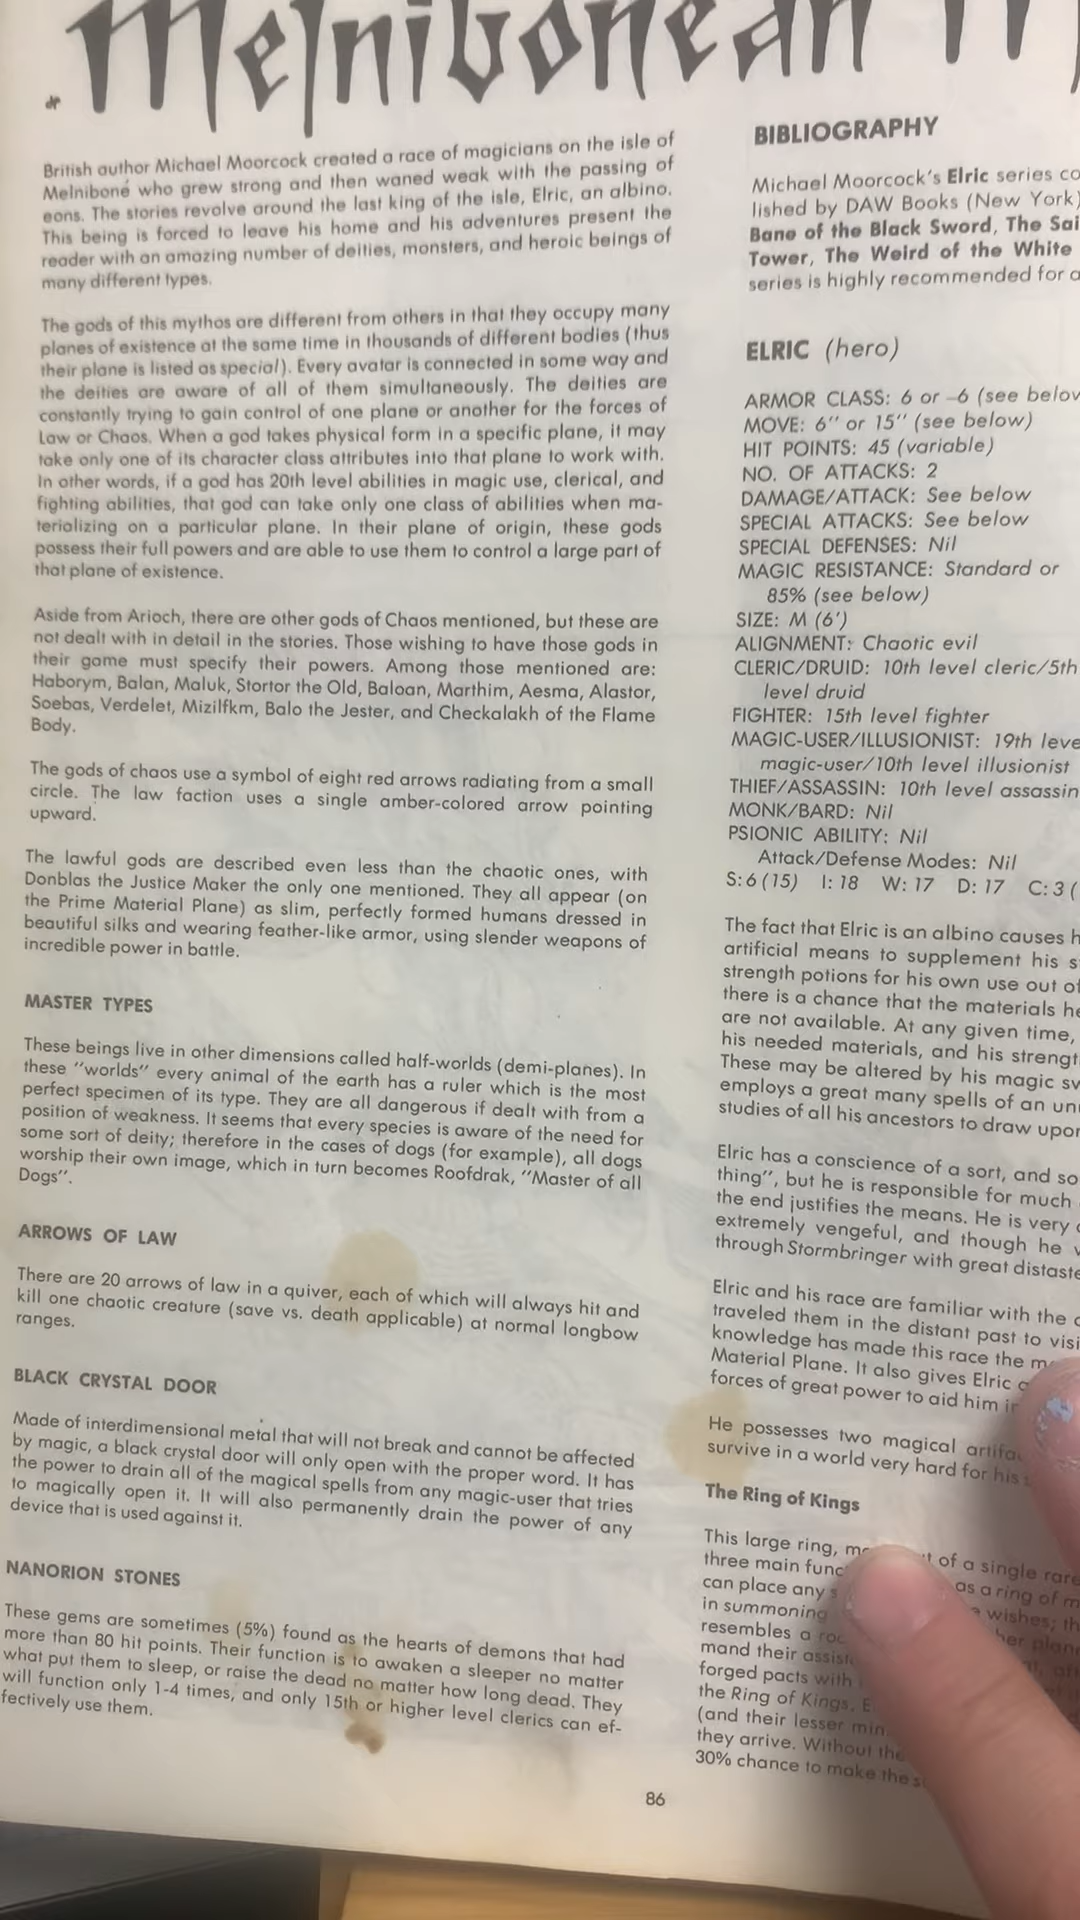 Melnibonean M
British author Michael Moorcock created a race of magicians on the isle of
Melniboné who grew strong and then waned weak with the passing of
eons. The stories revolve around the last king of the isle, Elric, an albino.
This being is forced to leave his home and his adventures present the
reader with an amazing number of deities, monsters, and heroic beings of
many different types.
The gods of this mythos are different from others in that they occupy many
planes of existence at the same time in thousands of different bodies (thus
their plane is listed as special). Every avatar is connected in some way and
the deities are aware of all of them simultaneously. The deities are
constantly trying to gain control of one plane or another for the forces of
Law or Chaos. When a god takes physical form in a specific plane, it may
take only one of its character class attributes into that plane to work with.
In other words, if a god has 20th level abilities in magic use, clerical, and
fighting abilities, that god can take only one class of abilities when ma-
terializing on a particular plane. In their plane of origin, these gods
possess their full powers and are able to use them to control a large part of
that plane of existence.
Aside from Arioch, there are other gods of Chaos mentioned, but these are
not dealt with in detail in the stories. Those wishing to have those gods in
their game must specify their powers. Among those mentioned are:
Haborym, Balan, Maluk, Stortor the Old, Baloan, Marthim, Aesma, Alastor,
Soebas, Verdelet, Mizilfkm, Balo the Jester, and Checkalakh of the Flame
Body.
The gods of chaos use a symbol of eight red arrows radiating from a small
circle. The law faction uses a single amber-colored arrow pointing
upward.
The lawful gods are described even less than the chaotic ones, with
Donblas the Justice Maker the only one mentioned. They all appear (on
the Prime Material Plane) as slim, perfectly formed humans dressed in
beautiful silks and wearing feather-like armor, using slender weapons of
incredible power in battle.
MASTER TYPES
These beings live in other dimensions called half-worlds (demi-planes). In
these "worlds" every animal of the earth has a ruler which is the most
perfect specimen of its type. They are all dangerous if dealt with from a
position of weakness. It seems that every species is aware of the need for
some sort of deity; therefore in the cases of dogs (for example), all dogs
worship their own image, which in turn becomes Roofdrak, "Master of all
Dogs".
ARROWS OF LAW
There are 20 arrows of law in a quiver, each of which will always hit and
kill one chaotic creature (save vs. death applicable) at normal longbow
ranges.
BLACK CRYSTAL DOOR
Made of interdimensional metal that will not break and cannot be affected
by magic, a black crystal door will only open with the proper word. It has
the power to drain all of the magical spells from any magic-user that tries
to magically open it. It will also permanently drain the power of any
device that is used against it.
NANORION STONES
These gems are sometimes (5%) found as the hearts of demons that had
more than 80 hit points. Their function is to awaken a sleeper no matter
what put them to sleep, or raise the dead no matter how long dead. They
will function only 1-4 times, and only 15th or higher level clerics can ef-
fectively use them.
BIBLIOGRAPHY
Michael Moorcock's Elric series co
lished by DAW Books (New York)
Bane of the Black Sword, The Sai
Tower, The Weird of the White
series is highly recommended for a
ELRIC (hero)
ARMOR CLASS: 6 or –6 (see below
MOVE: 6" or 15" (see below)
HIT POINTS: 45 (variable)
NO. OF ATTACKS: 2
DAMAGE/ATTACK: See below
SPECIAL ATTACKS: See below
SPECIAL DEFENSES: Nil
MAGIC RESISTANCE: Standard or
85% (see below)
SIZE: M (6')
ALIGNMENT: Chaotic evil
CLERIC/DRUID: 10th level cleric/5th
level druid
FIGHTER: 15th level fighter
MAGIC-USER/ILLUSIONIST: 19th leve
magic-user/10th level illusionist
THIEF/ASSASSIN: 10th level assassin
MONK/BARD: Nil
PSIONIC ABILITY: Nil
Attack/Defense Modes: Nil
S: 6 (15) I: 18 W: 17 D: 17 C: 3 (
The fact that Elric is an albino causes h
artificial means to supplement his s
strength potions for his own use out of
there is a chance that the materials he
are not available. At any given time,
his needed materials, and his strengt
These may be altered by his magic sw
employs a great many spells of an un
studies of all his ancestors to draw upon
Elric has a conscience of a sort, and so
thing", but he is responsible for much
the end justifies the means. He is very
extremely vengeful, and though he
through Stormbringer with great distaste
Elric and his race are familiar with the
traveled them in the distant past to visi
knowledge has made this race the
Material Plane. It also gives Elric
forces of great power to aid him in
He possesses two magical artifa
survive in a world very hard for his
The Ring of Kings
This large ring, of a single rare
three main func as a ring of
can place any wishes; th
in summoning her plane
resembles a
mand their assist
forged pacts with
the Ring of Kings,
(and their lesser min
they arrive. Without the
30% chance to make the
86